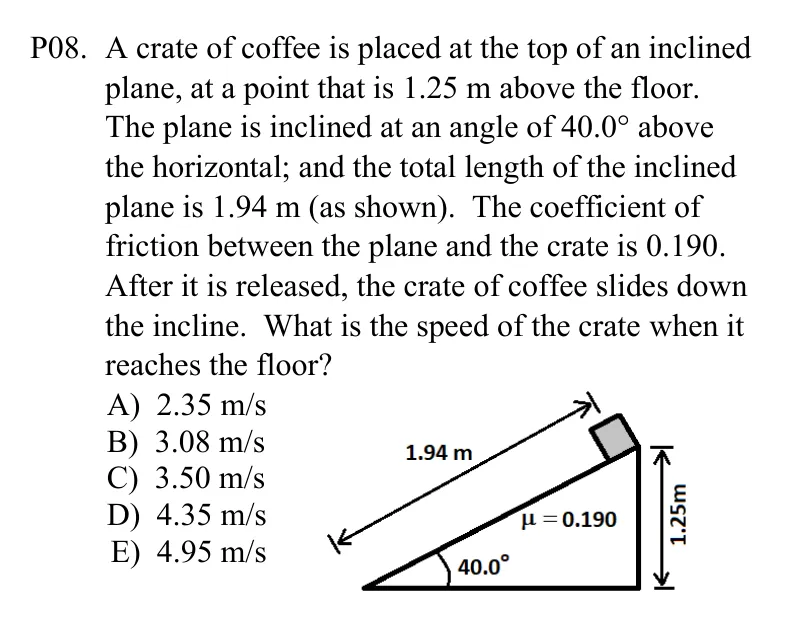 P08. A crate of coffee is placed at the top of an inclined
plane, at a point that is 1.25 m above the floor.
The plane is inclined at an angle of 40.0° above
the horizontal; and the total length of the inclined
plane is 1.94 m (as shown). The coefficient of
friction between the plane and the crate is 0.190.
After it is released, the crate of coffee slides down
the incline. What is the speed of the crate when it
reaches the floor?
A) 2.35 m/s
B) 3.08 m/s
C) 3.50 m/s
D) 4.35 m/s
E) 4.95 m/s
1.94 m
μ = 0.190
1.25m
40.0°